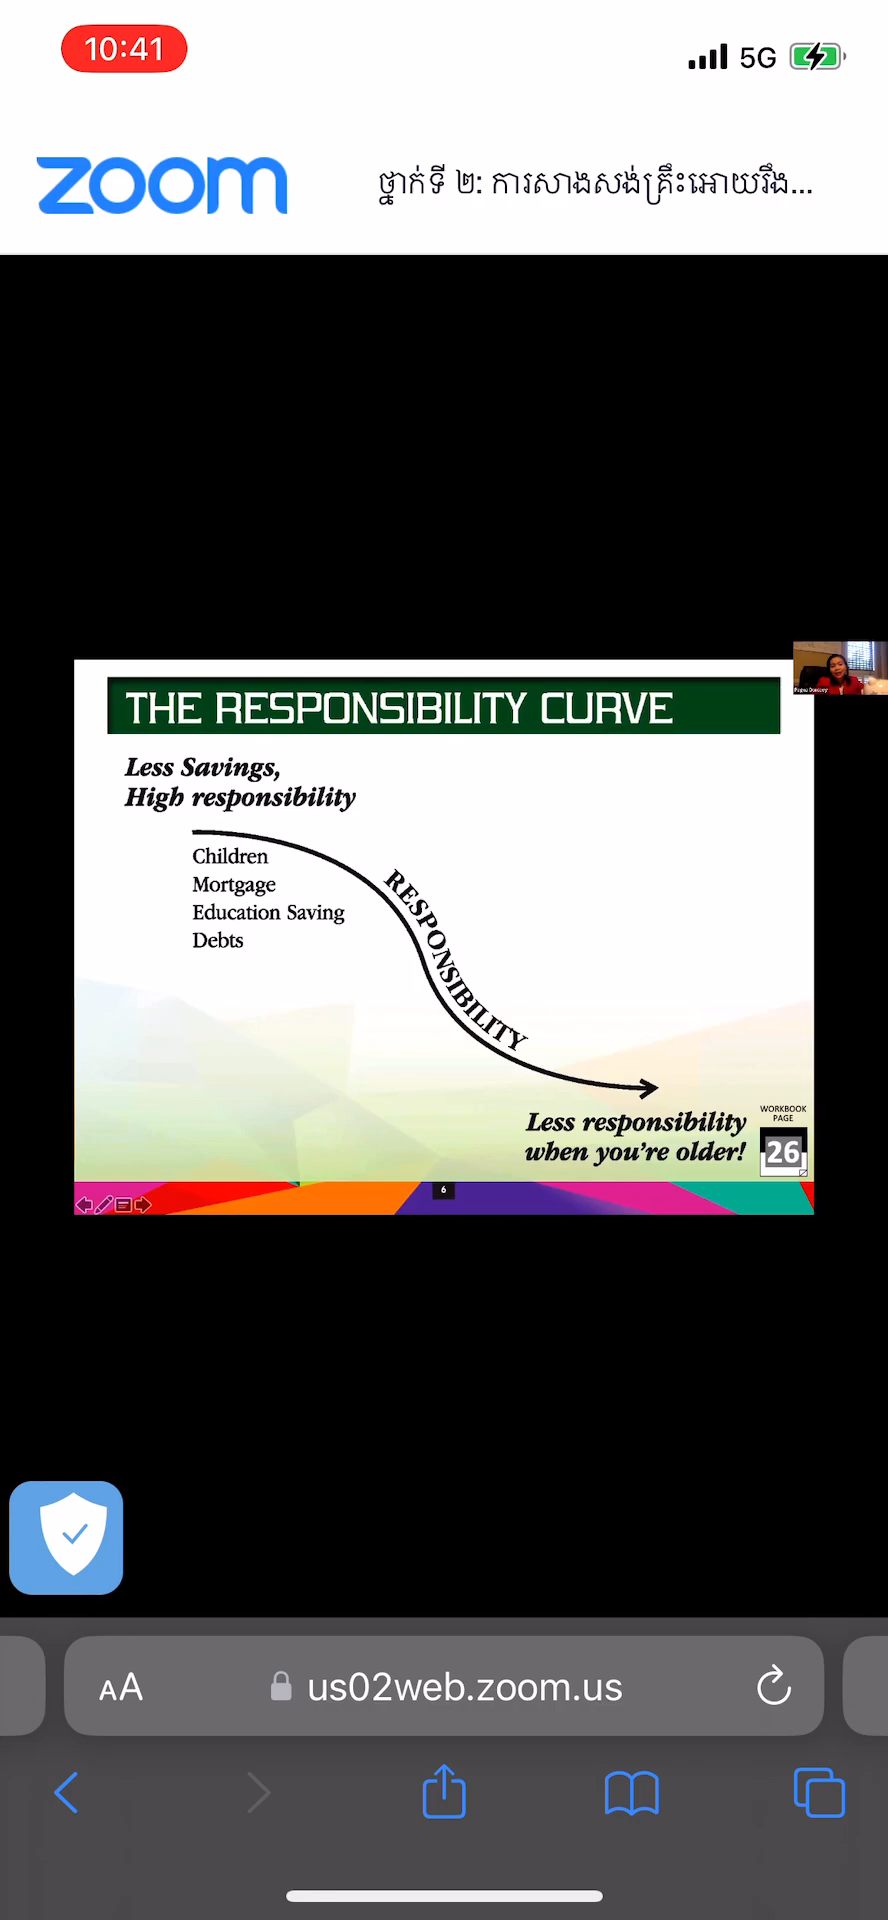 10:41
5G
zoom
ថ្នាក់ទី ២: ការសាងសង់គ្រឹះអោយរឹង...
THE RESPONSIBILITY CURVE
Less Savings,
High responsibility
Children
Mortgage
Education Saving
Debts
RESPONSIBILITY
Less responsibility
when you're older!
WORKBOOK
PAGE
26
6
AA
us02web.zoom.us